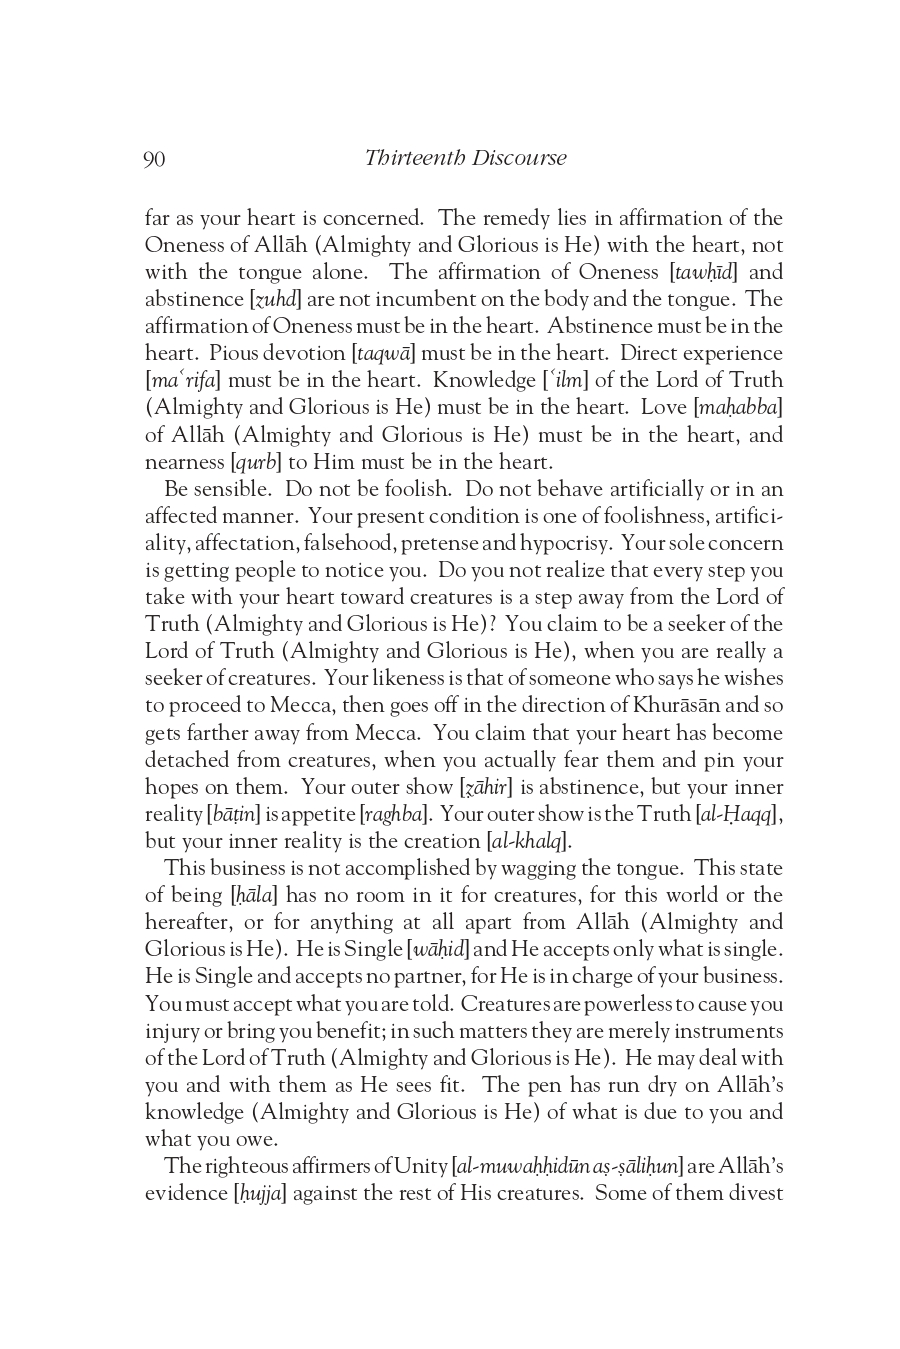 90
Thirteenth Discourse
far as your heart is concerned. The remedy lies in affirmation of the
Oneness of Allāh (Almighty and Glorious is He) with the heart, not
with the tongue alone. The affirmation of Oneness [tawḥīd] and
abstinence [zuhd] are not incumbent on the body and the tongue. The
affirmation of Oneness must be in the heart. Abstinence must be in the
heart. Pious devotion [taqwā] must be in the heart. Direct experience
[maʿrifa] must be in the heart. Knowledge [ʿilm] of the Lord of Truth
(Almighty and Glorious is He) must be in the heart. Love [maḥabba]
of Allāh (Almighty and Glorious is He) must be in the heart, and
nearness [qurb] to Him must be in the heart.
Be sensible. Do not be foolish. Do not behave artificially or in an
affected manner. Your present condition is one of foolishness, artifici-
ality, affectation, falsehood, pretense and hypocrisy. Your sole concern
is getting people to notice you. Do you not realize that every step you
take with your heart toward creatures is a step away from the Lord of
Truth (Almighty and Glorious is He)? You claim to be a seeker of the
Lord of Truth (Almighty and Glorious is He), when you are really a
seeker of creatures. Your likeness is that of someone who says he wishes
to proceed to Mecca, then goes off in the direction of Khurāsān and so
gets farther away from Mecca. You claim that your heart has become
detached from creatures, when you actually fear them and pin your
hopes on them. Your outer show [ẓāhir] is abstinence, but your inner
reality [bāṭin] is appetite [raghba]. Your outer show is the Truth [al-Ḥaqq],
but your inner reality is the creation [al-khalq].
This business is not accomplished by wagging the tongue. This state
of being [ḥāla] has no room in it for creatures, for this world or the
hereafter, or for anything at all apart from Allāh (Almighty and
Glorious is He). He is Single [wāḥid] and He accepts only what is single.
He is Single and accepts no partner, for He is in charge of your business.
You must accept what you are told. Creatures are powerless to cause you
injury or bring you benefit; in such matters they are merely instruments
of the Lord of Truth (Almighty and Glorious is He). He may deal with
you and with them as He sees fit. The pen has run dry on Allāh’s
knowledge (Almighty and Glorious is He) of what is due to you and
what you owe.
The righteous affirmers of Unity [al-muwaḥḥidūn aṣ-ṣāliḥun] are Allāh’s
evidence [ḥujja] against the rest of His creatures. Some of them divest